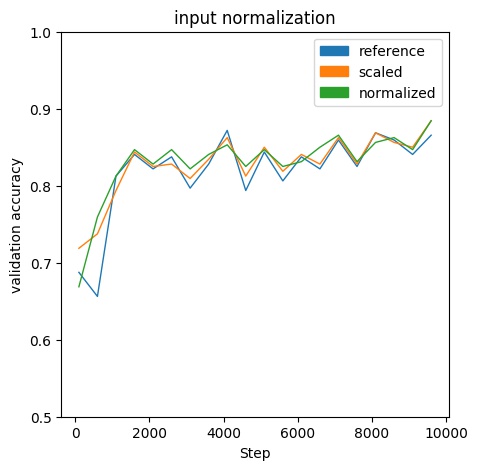 input normalization
1.0
0.9
0.8
0.7
0.6
0.5
validation accuracy
reference
scaled
normalized
0
2000
4000
6000
8000
10000
Step